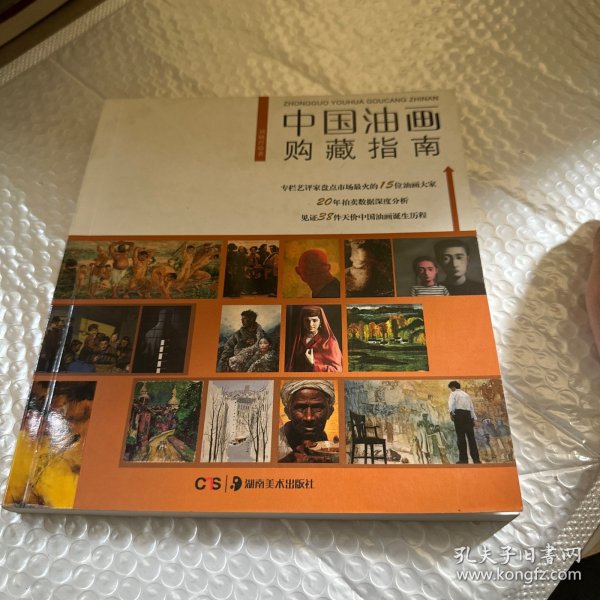 ZHONGGUO YOUHUA GOUCANG ZHINAN
中国油画
购藏指南
专栏艺评家盘点市场最火的15位油画大家
20年拍卖数据深度分析
见证38件天价中国油画诞生历程
CTS
湖南美术出版社
孔夫子旧书网
www.kongfz.com